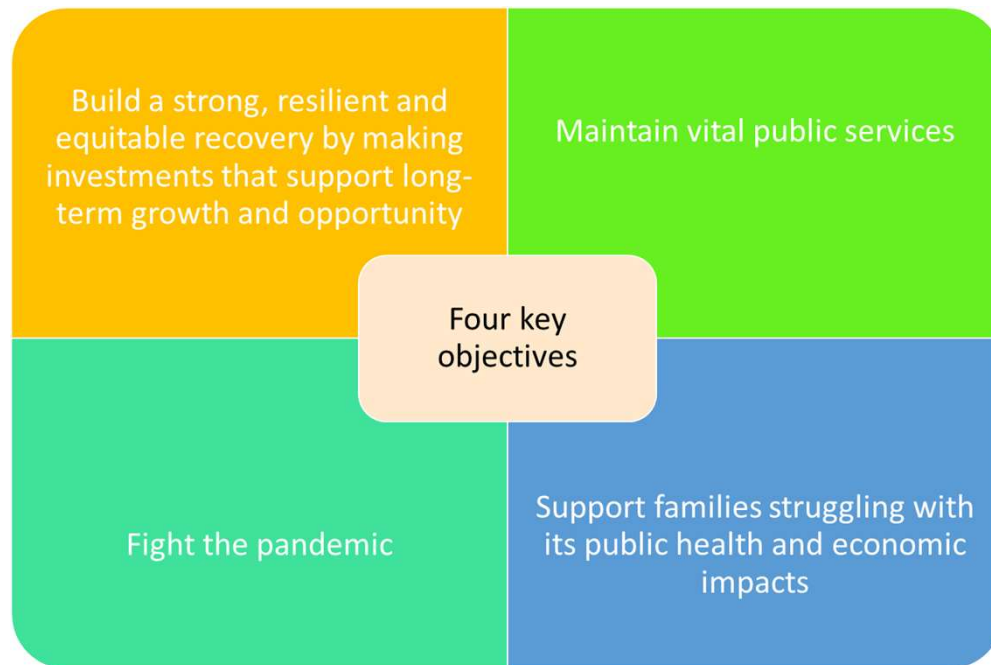 Build a strong, resilient and
equitable recovery by making
investments that support long-
term growth and opportunity
Maintain vital public services
Four key
objectives
Fight the pandemic
Support families struggling with
its public health and economic
impacts